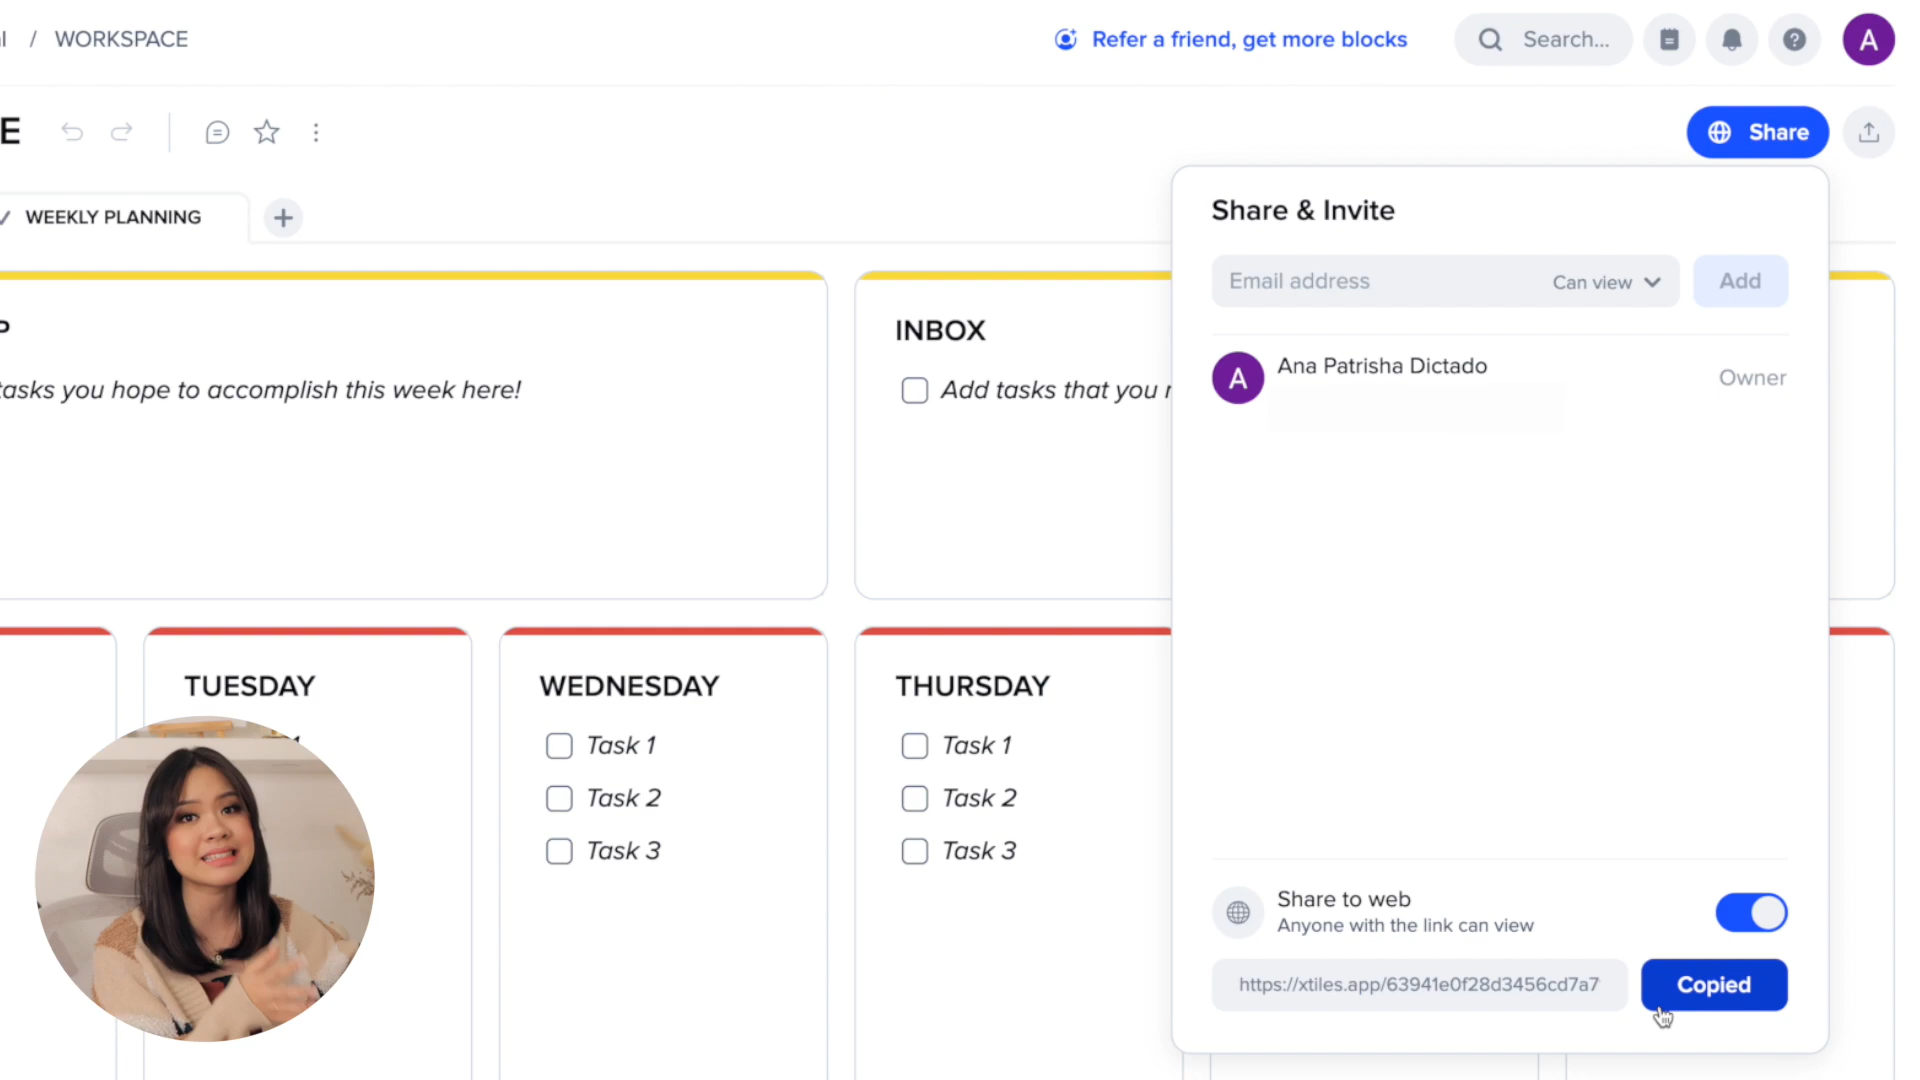 / WORKSPACE
Refer a friend, get more blocks
Search...
A
E
Share
WEEKLY PLANNING
Share & Invite
Email address
Can view
Add
P
INBOX
A
Ana Patrisha Dictado
Owner
tasks you hope to accomplish this week here!
Add tasks that you
TUESDAY
WEDNESDAY
THURSDAY
Task 1
Task 1
Task 2
Task 2
Task 3
Task 3
Share to web
Anyone with the link can view
https://xtiles.app/63941e0f28d3456cd7a7
Copied